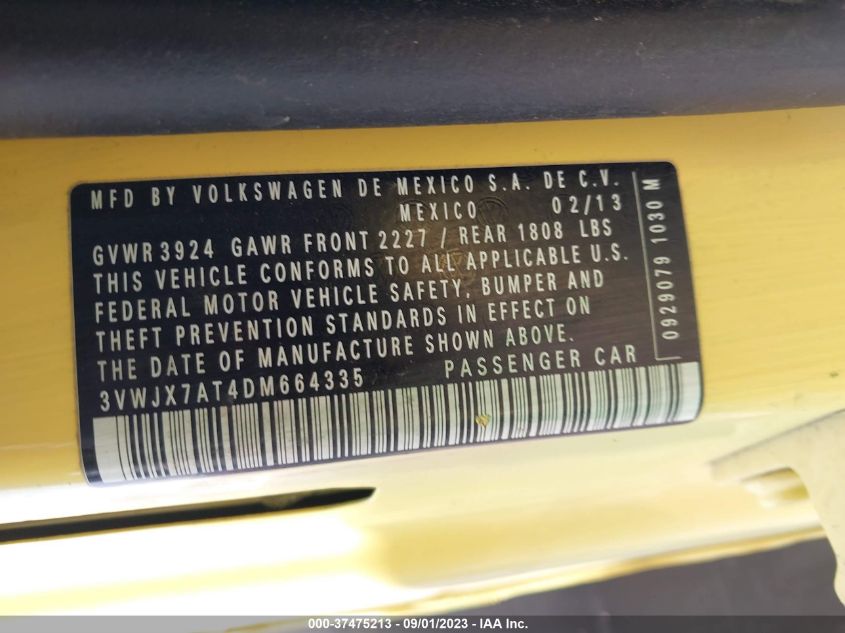 MFD BY VOLKSWAGEN DE MEXICO S.A. DE C.V.
MEXICO 02/13
GVWR 3924 GAWR FRONT 2227 / REAR 1808 LBS
THIS VEHICLE CONFORMS TO ALL APPLICABLE U.S.
FEDERAL MOTOR VEHICLE SAFETY, BUMPER AND
THEFT PREVENTION STANDARDS IN EFFECT ON
THE DATE OF MANUFACTURE SHOWN ABOVE.
3VWJX7AT4DM664335 PASSENGER CAR
0929079 1030 M
000-37475213 - 09/01/2023 - IAA Inc.